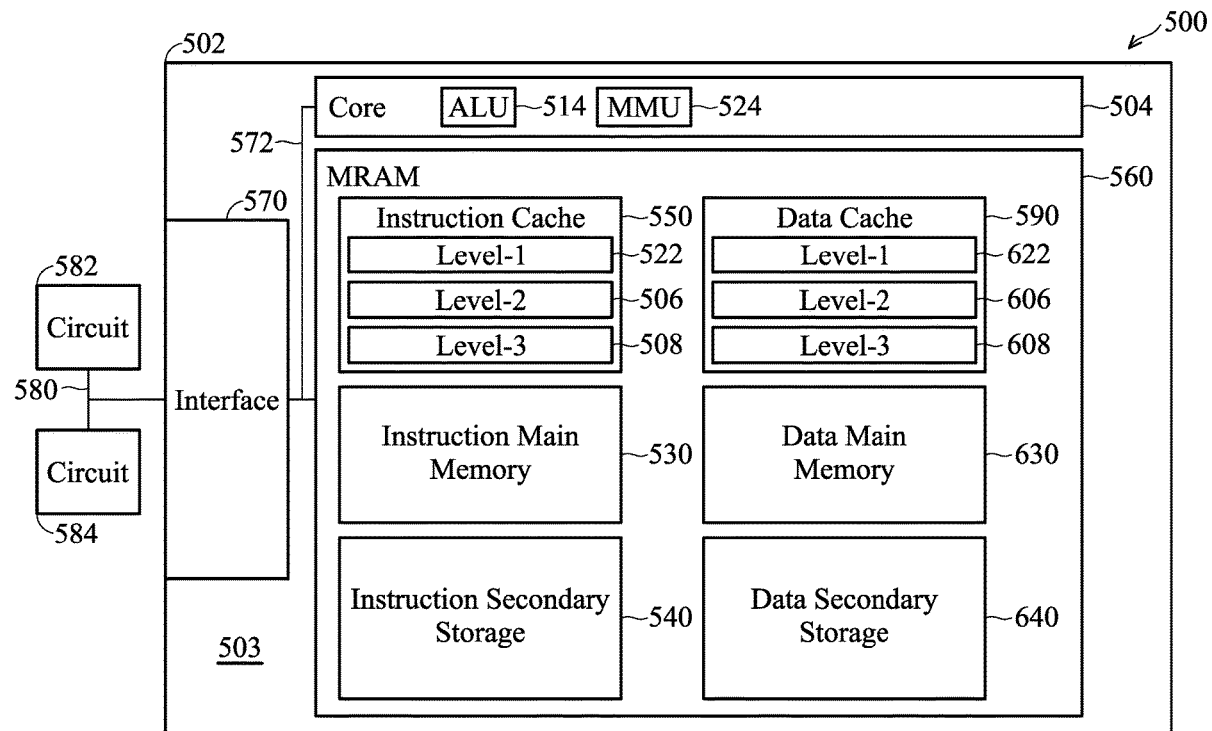 500
502
Core ALU 514 MMU 524 504
572
MRAM 560
570
Instruction Cache 550 Data Cache 590
Level-1 522 Level-1 622
582
Level-2 506 Level-2 606
Circuit
Level-3 508 Level-3 608
580
Interface
Instruction Main Memory 530 Data Main Memory 630
Circuit
584
Instruction Secondary Storage 540 Data Secondary Storage 640
503